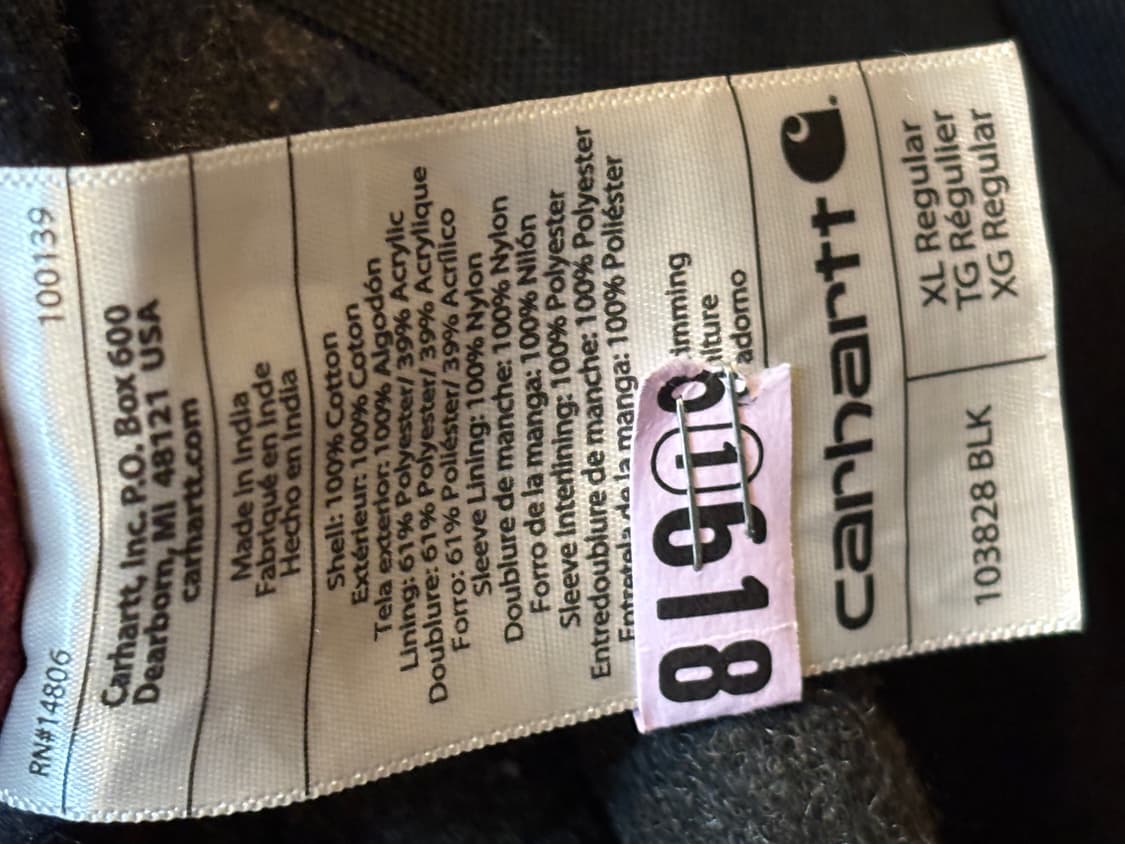 RN#14806 100139
Carhartt, Inc. P.O. Box 600
Dearborn, MI 48121 USA
carhartt.com
Made in India
Fabriqué en Inde
Hecho en India
Shell: 100% Cotton
Extérieur: 100% Coton
Tela exterior: 100% Algodón
Lining: 61% Polyester/ 39% Acrylic
Doublure: 61% Polyester/ 39% Acrylique
Forro: 61% Poliéster/ 39% Acrílico
Sleeve Lining: 100% Nylon
Doublure de manche: 100% Nylon
Forro de la manga: 100% Nilón
Sleeve Interlining: 100% Polyester
Entredoublure de manche: 100% Polyester
Entretela de la manga: 100% Poliéster
adorno
618
1
618
carhartt
103828 BLK
XL Regular
TG Régulier
XG Regular